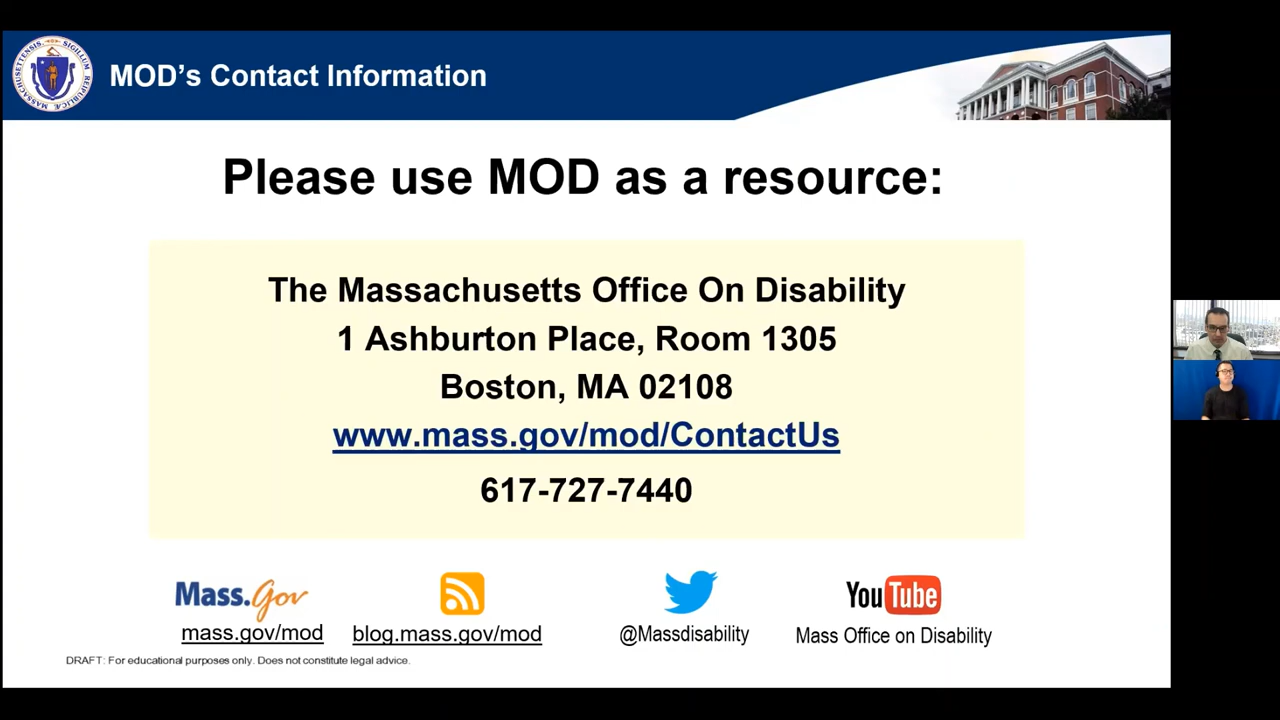 MOD's Contact Information
Please use MOD as a resource:
The Massachusetts Office On Disability
1 Ashburton Place, Room 1305
Boston, MA 02108
www.mass.gov/mod/ContactUs
617-727-7440
Mass.Gov
YouTube
mass.gov/mod
blog.mass.gov/mod
@Massdisability
Mass Office on Disability
DRAFT: For educational purposes only. Does not constitute legal advice.